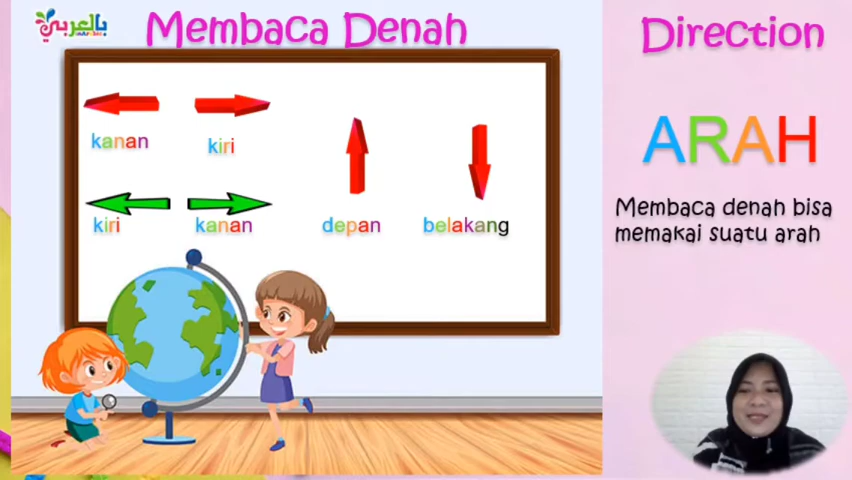 بالعربي
Membaca Denah
Direction
kanan
kiri
kiri
kanan
depan
belakang
ARAH
Membaca denah bisa
memakai suatu arah